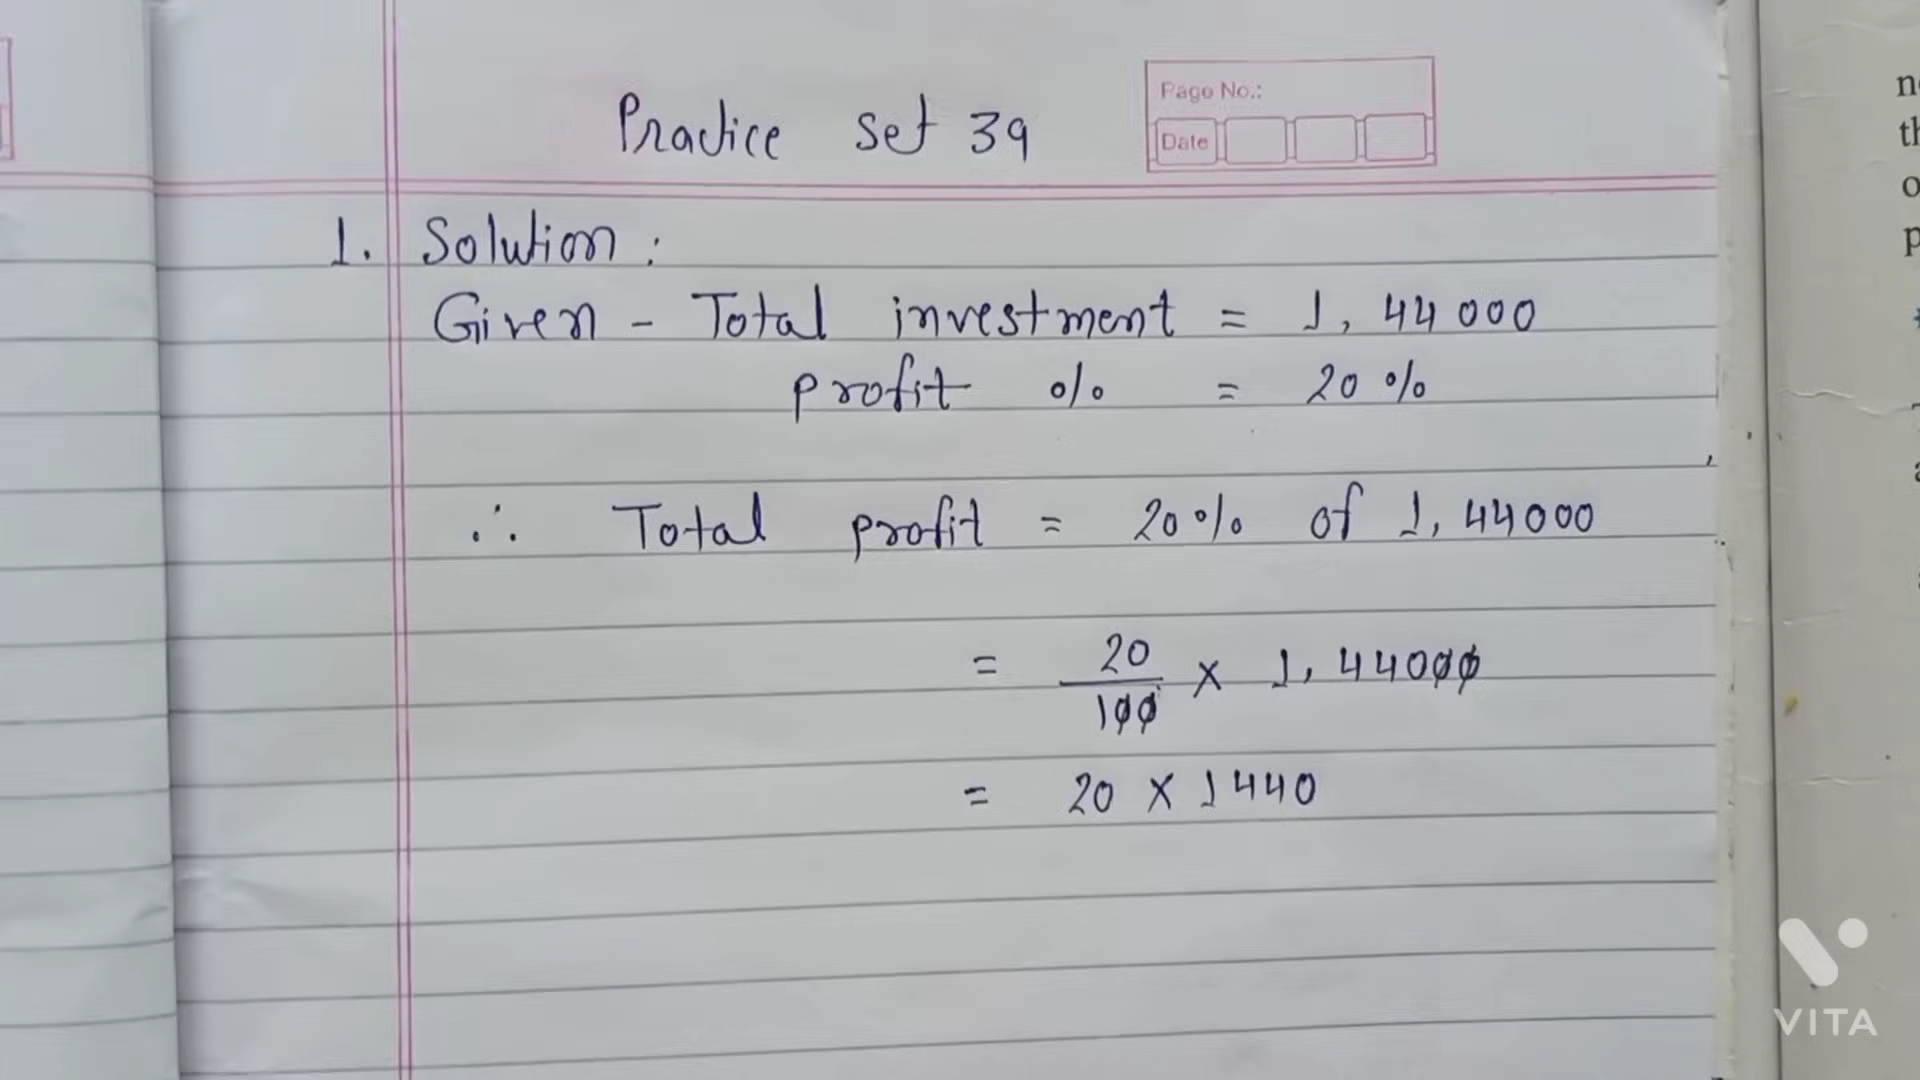 Practice Set 39
Page No.:
Date
1. Solution:
Given - Total investment = 1,44000
profit % = 20%
∴ Total profit = 20% of 1,44000
= 20/100 × 1,44000
= 20 × 1440
VITA